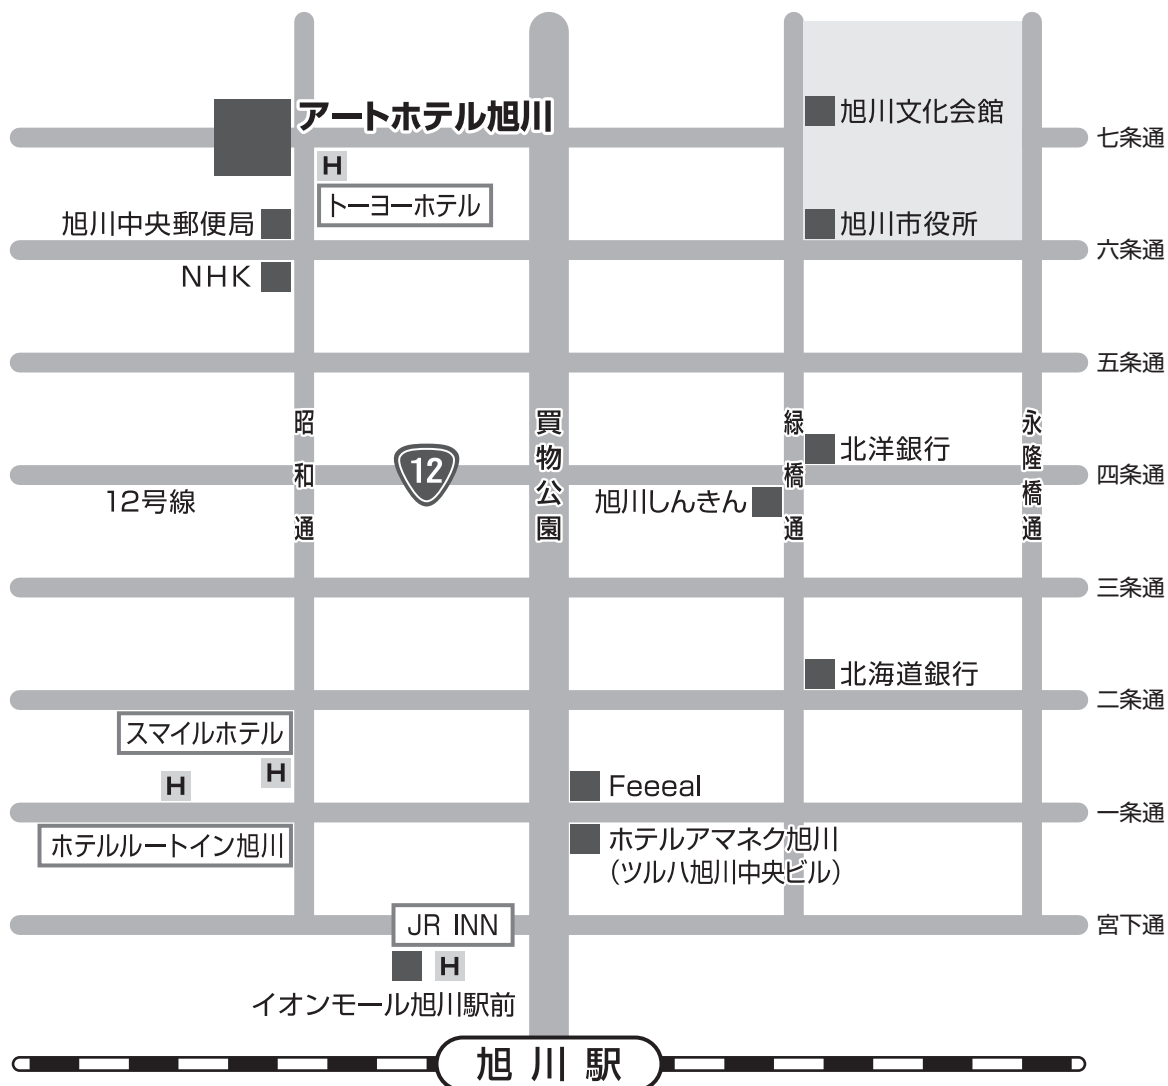 アートホテル旭川
旭川文化会館
七条通
H
トーヨーホテル
旭川中央郵便局
旭川市役所
六条通
NHK
五条通
昭和通
買物公園
緑橋通
永隆橋通
北洋銀行
12
四条通
12号線
旭川しんきん
三条通
北海道銀行
二条通
スマイルホテル
H
H
Feeeal
一条通
ホテルルートイン旭川
ホテルアマネク旭川
（ツルハ旭川中央ビル）
JR INN
宮下通
H
イオンモール旭川駅前
旭川駅